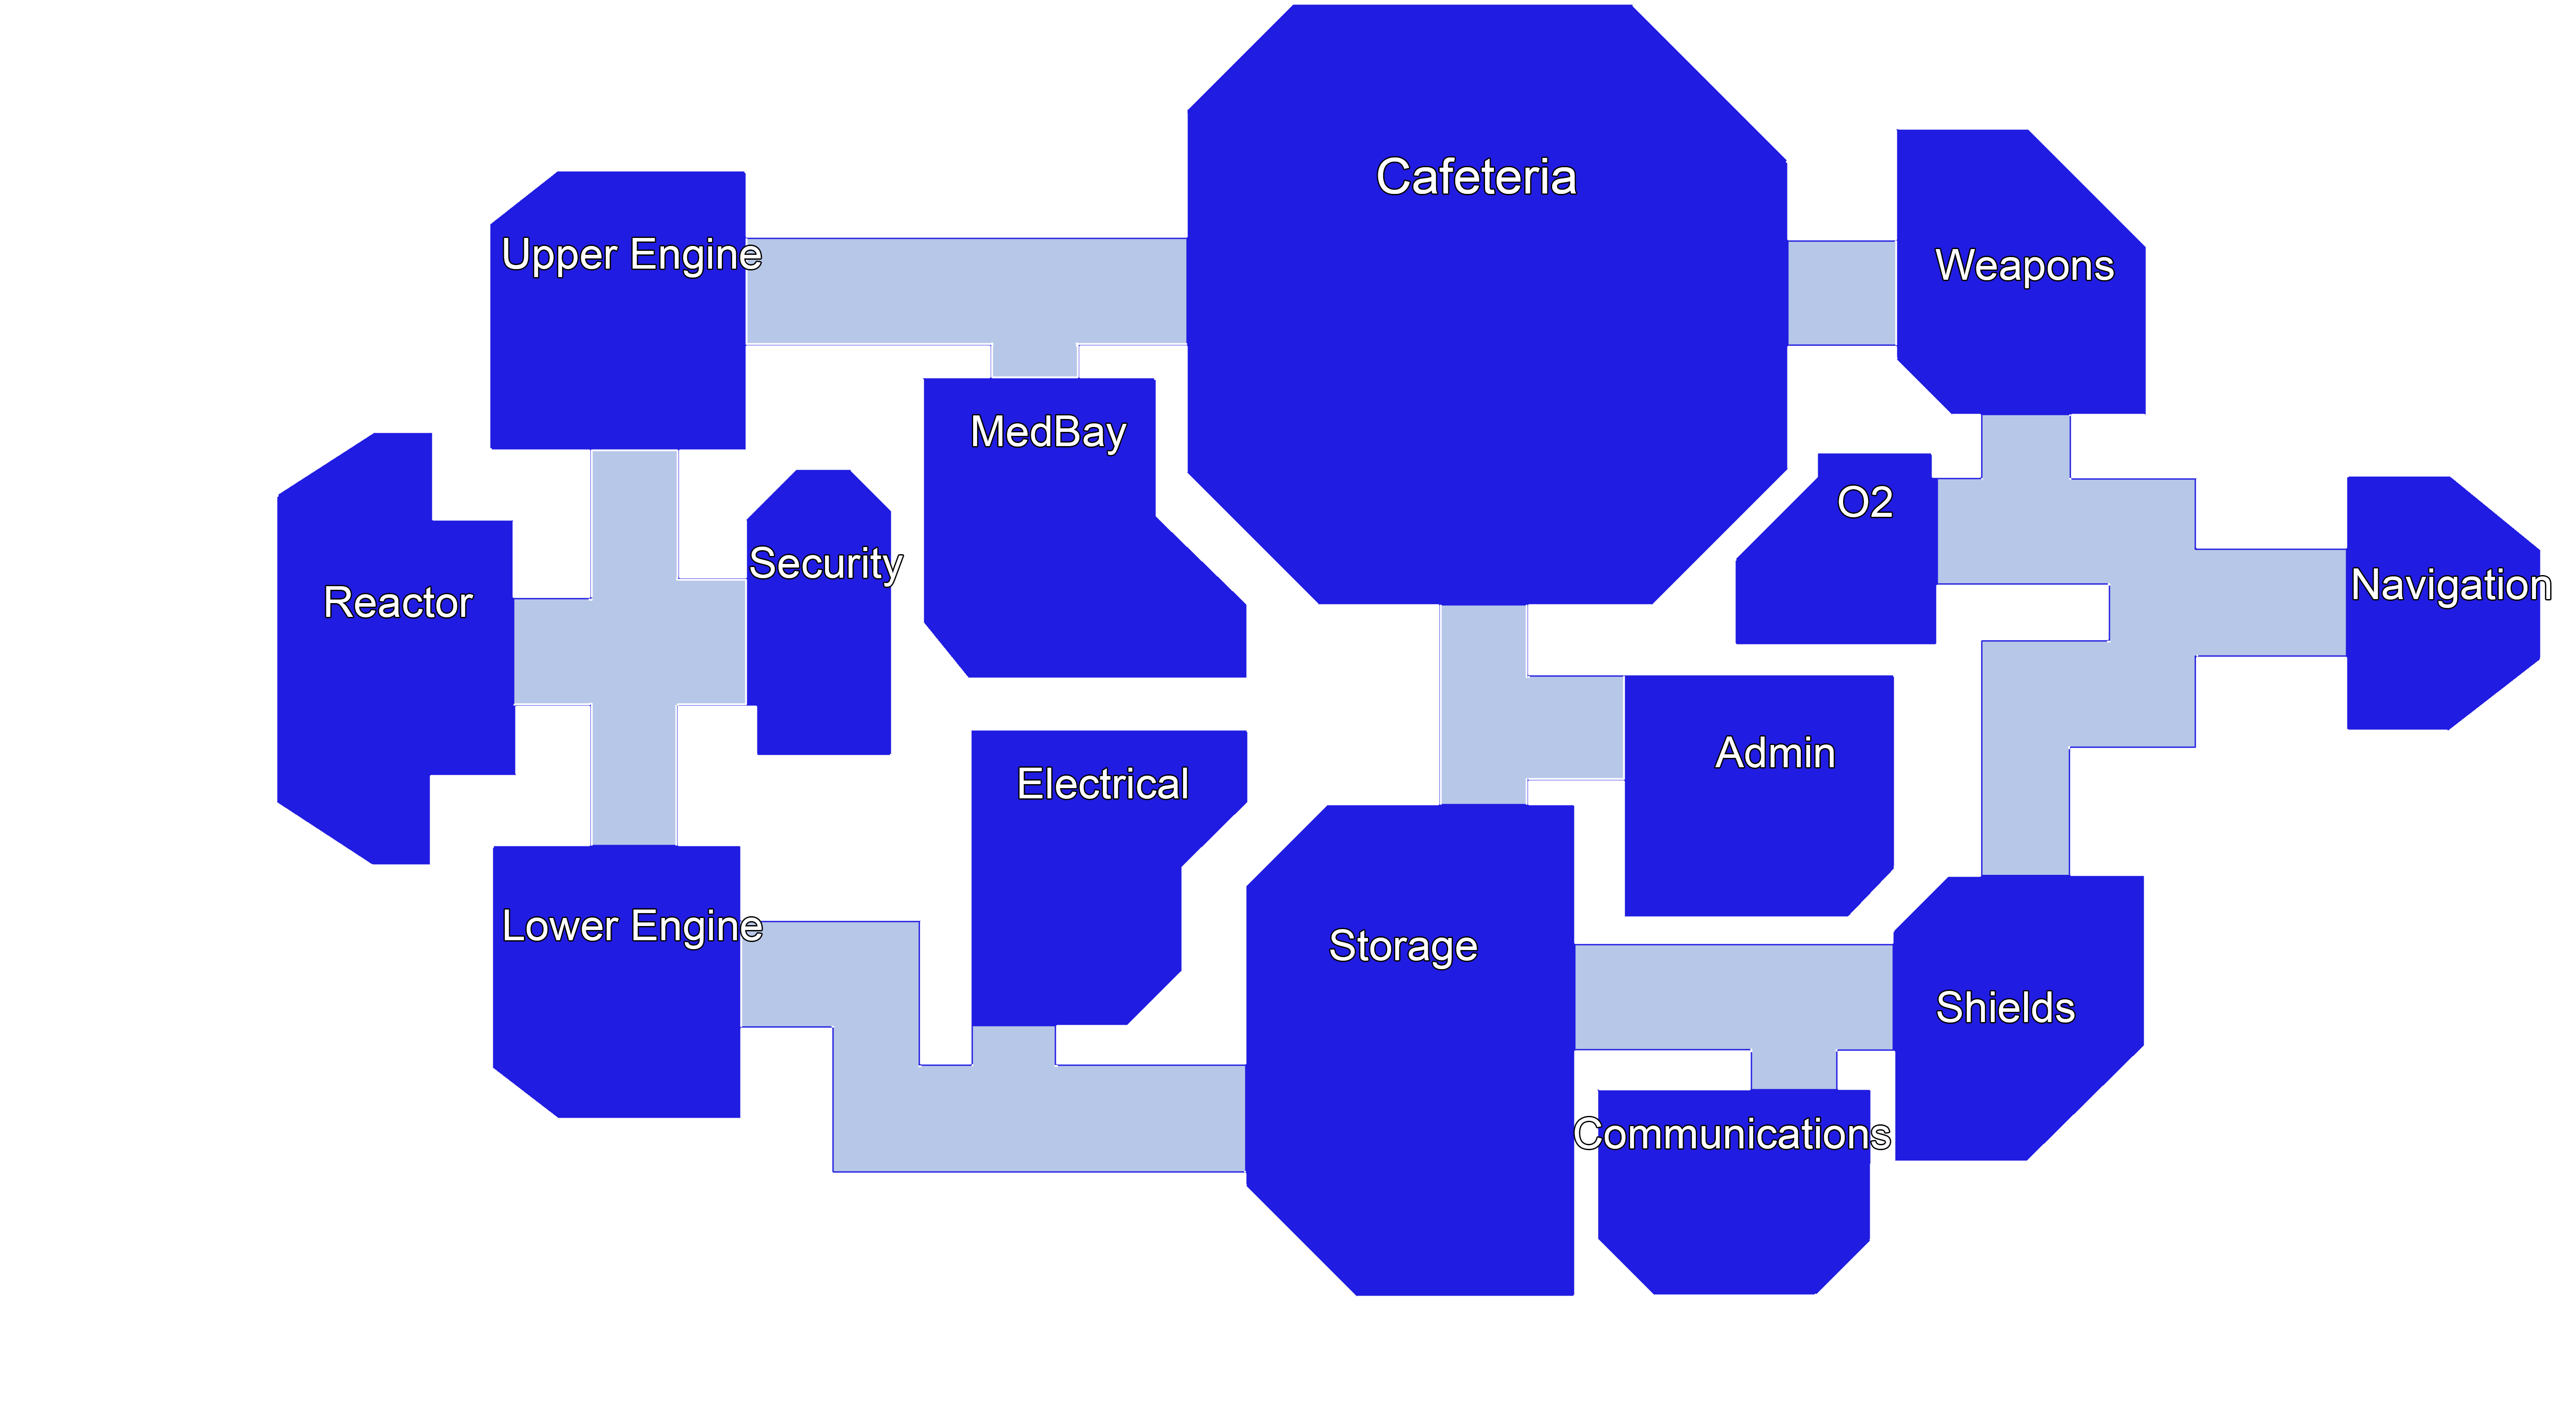 Cafeteria
Upper Engine
Weapons
MedBay
O2
Security
Navigation
Reactor
Admin
Electrical
Lower Engine
Storage
Shields
Communications